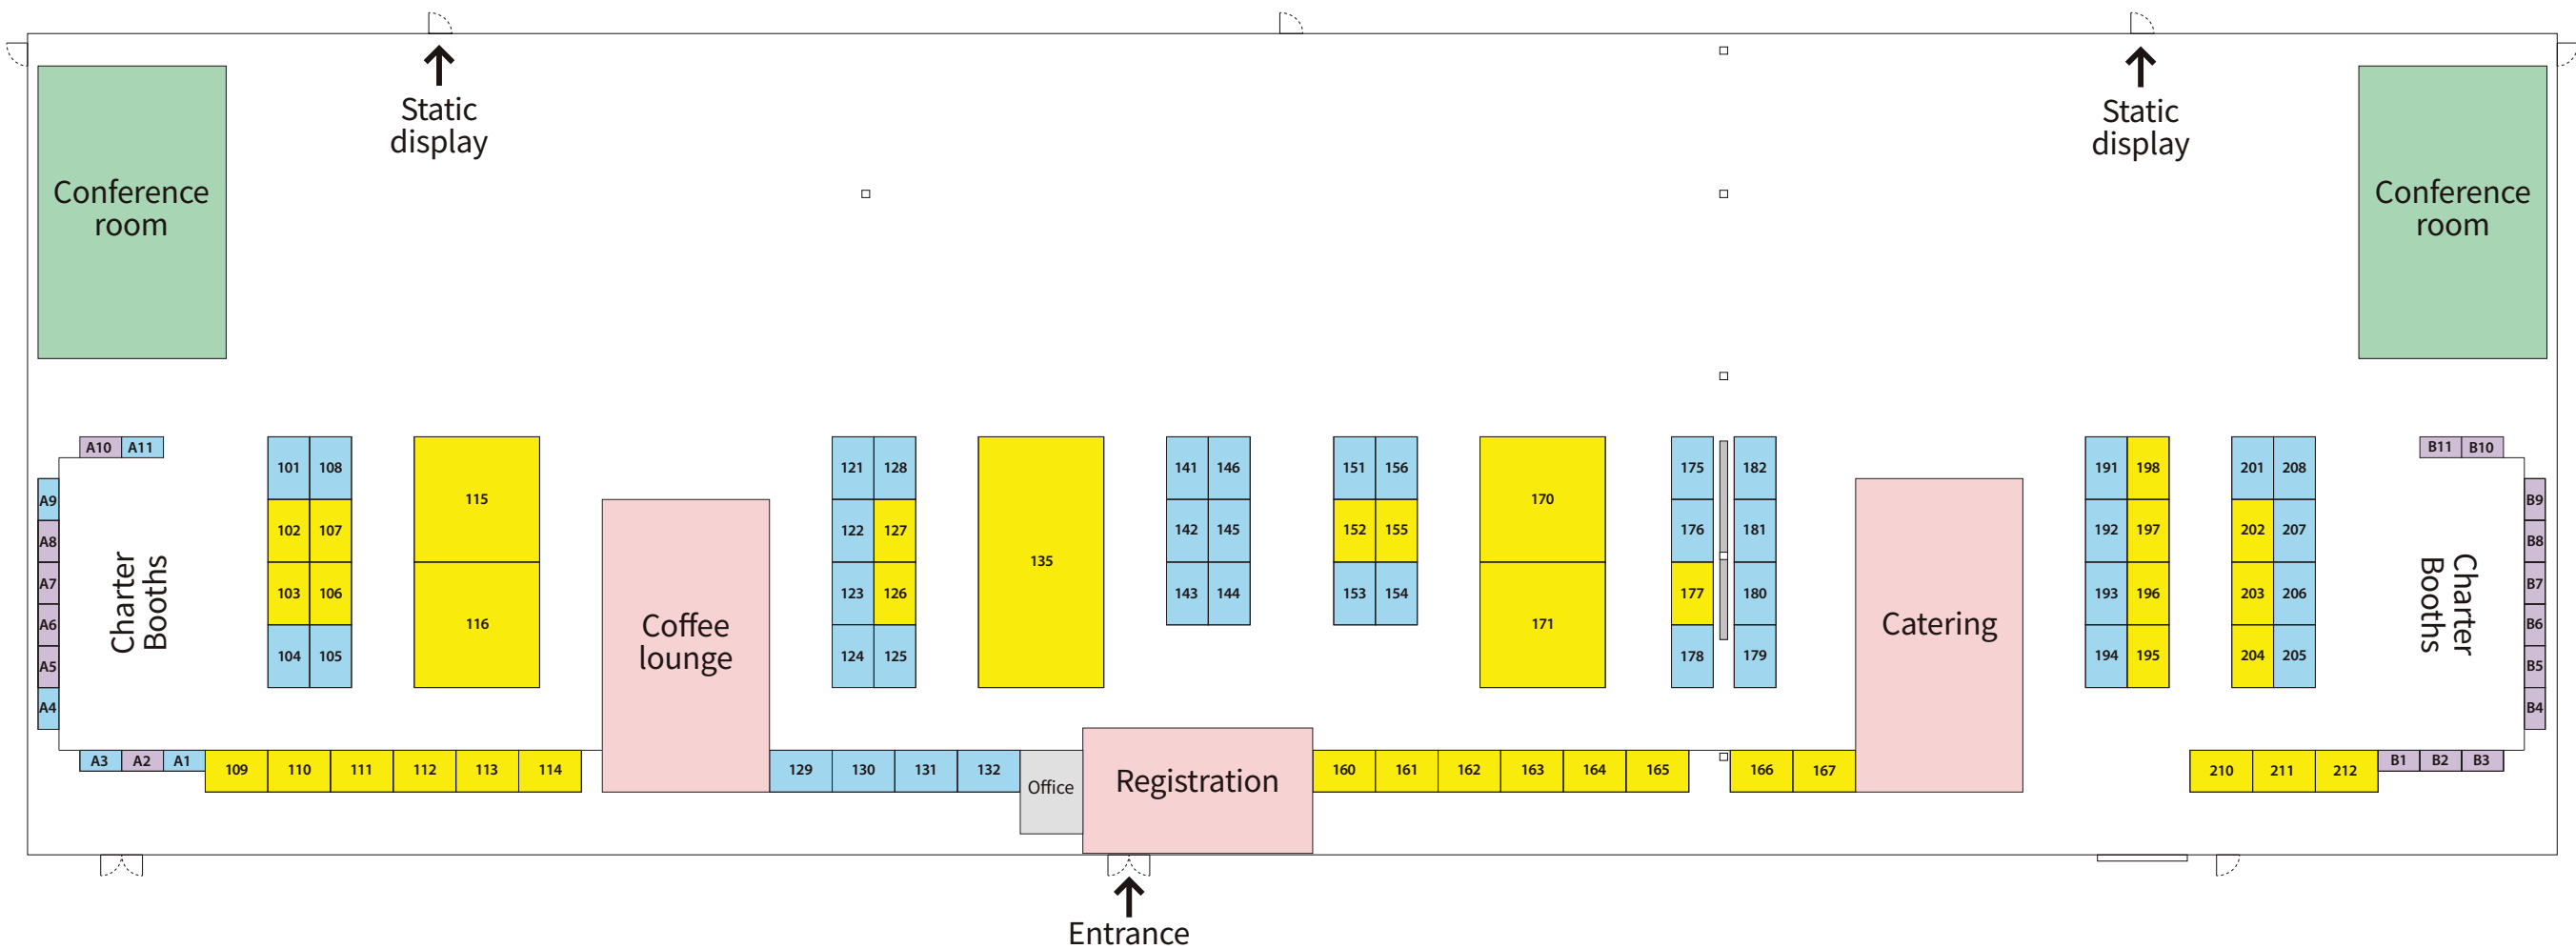 Static
display
Static
display
Conference
room
Conference
room
A10 A11
101 108
115
121 128
135
141 146
151 156
170
175
182
191 198
201 208
B11 B10
A9
102 107
122 127
142 145
152 155
176
181
192 197
202 207
B9
A8
B8
A7
103 106
116
123 126
143 144
153 154
171
177
180
193 196
203 206
B7
A6
B6
Charter
Booths
Coffee
lounge
Catering
Charter
Booths
A5
104 105
124 125
178
179
194 195
204 205
B5
A4
B4
A3 A2 A1
109 110 111 112 113 114
129 130 131 132
Office
Registration
160 161 162 163 164 165
166 167
210 211 212
B1 B2 B3
Entrance